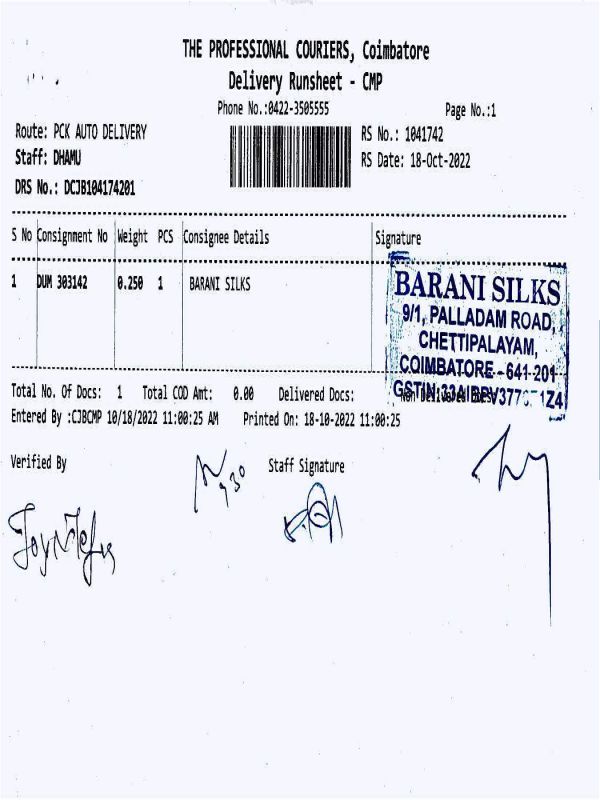 THE PROFESSIONAL COURIERS, Coimbatore
Delivery Runsheet - CMP
Phone No.:0422-3505555 Page No.:1
Route: PCK AUTO DELIVERY RS No.: 1041742
Staff: DHAMU RS Date: 18-Oct-2022
DRS No.: DCJB104174201
S No Consignment No Weight PCS Consignee Details Signature
1 DUM 303142 0.250 1 BARANI SILKS
BARANI SILKS
9/1, PALLADAM ROAD,
CHETTIPALAYAM,
COIMBATORE - 641 201
Total No. Of Docs: 1 Total COD Amt: 0.00 Delivered Docs:
Entered By :CJBCMP 10/18/2022 11:00:25 AM Printed On: 18-10-2022 11:00:25
Verified By Staff Signature